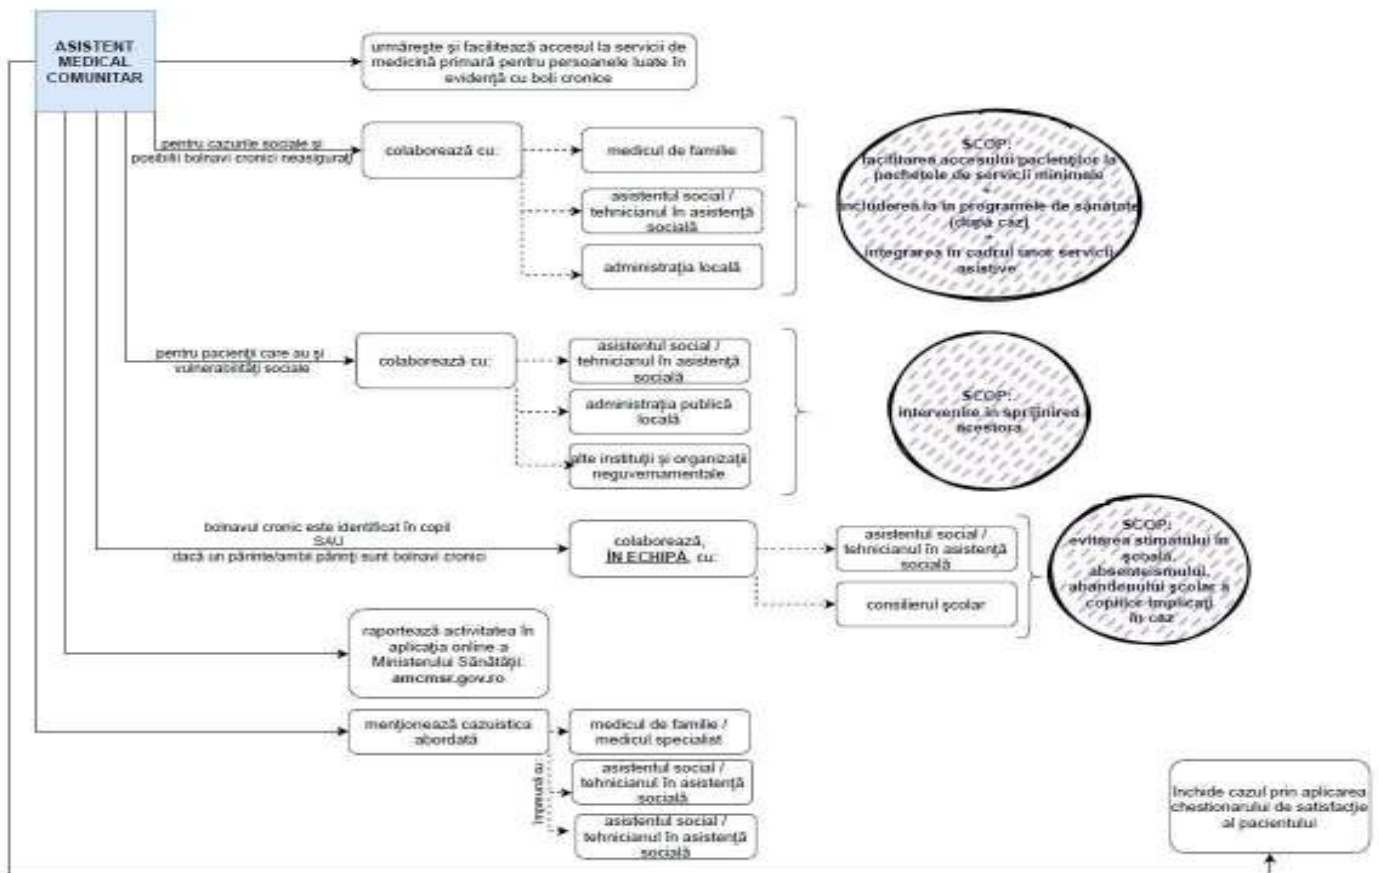 ASISTENT
MEDICAL
COMUNITAR
urmărește și facilitează accesul la servicii de
medicină primară pentru persoanele luate în
evidență cu boli cronice
pentru cazurile sociale și
posibilii bolnavi cronici neasigurați
colaborează cu:
medicul de familie
asistentul social /
tehnicianul în asistență
socială
administrația locală
SCOP:
facilitarea accesului pacienților la
pachetele de servicii minimale
+
includerea la în programele de sănătate
(după caz)
+
integrarea în cadrul unor servicii
asistive
pentru pacienții care au și
vulnerabilități sociale
colaborează cu:
asistentul social /
tehnicianul în asistență
socială
administrația publică
locală
alte instituții și organizații
neguvernamentale
SCOP:
intervenire în sprijinirea
acestora
bolnavul cronic este identificat în copil
SAU
dacă un părinte/ambii părinți sunt bolnavi cronici
colaborează,
ÎN ECHIPĂ, cu:
asistentul social /
tehnicianul în asistență
socială
consilierul școlar
SCOP:
evitarea
în
absenteismului,
abandonului școlar a
copiilor implicați
în caz
raportează activitatea în
aplicația online a
Ministerului Sănătății:
amcmsr.gov.ro
menționează cazuistica
abordată
împreună cu:
medicul de familie /
medicul specialist
asistentul social /
tehnicianul în asistență
socială
asistentul social /
tehnicianul în asistență
socială
închide cazul prin aplicarea
chestionarului de satisfacție
al pacientului